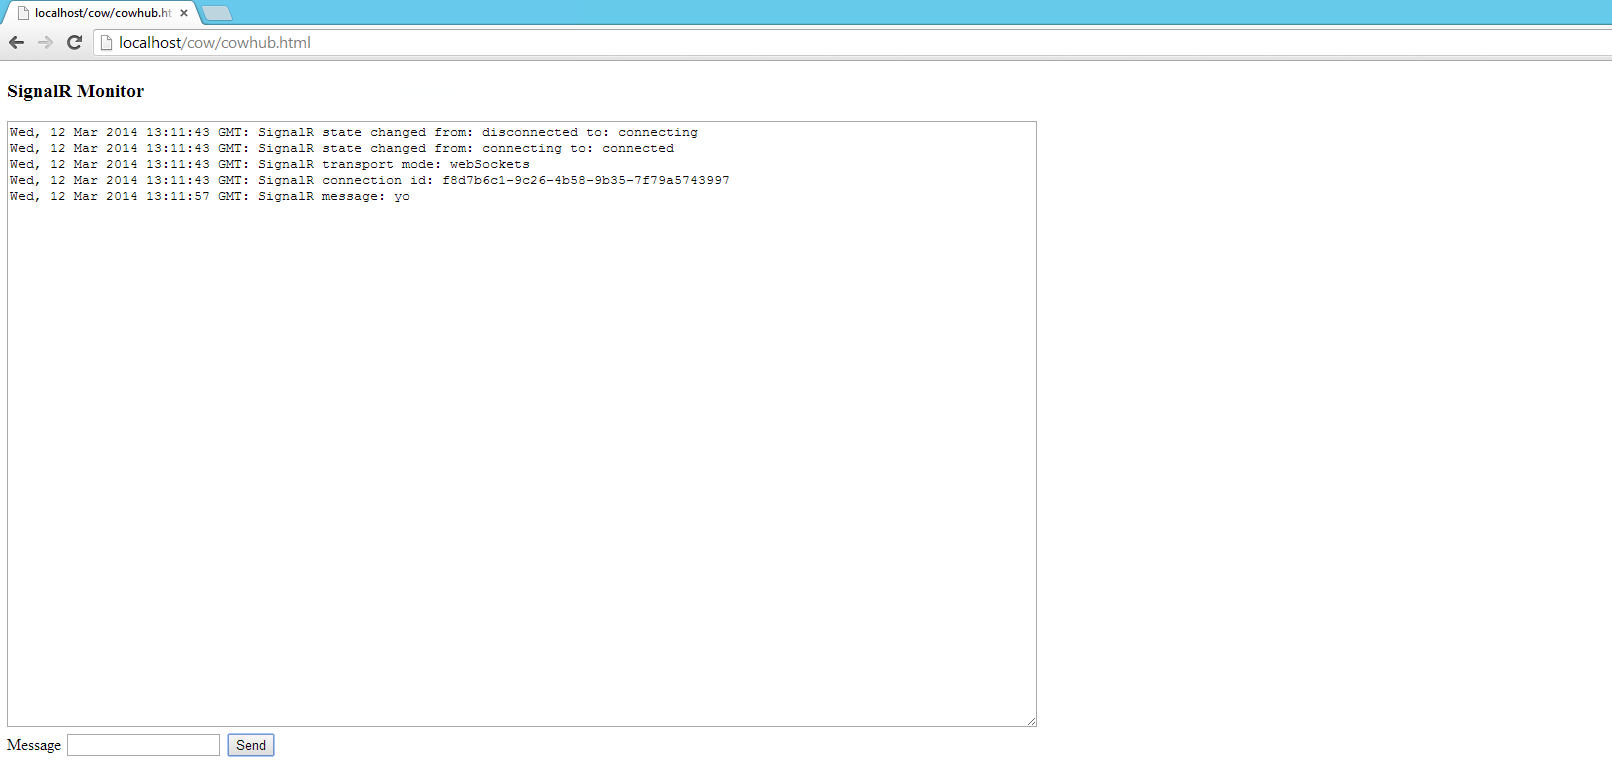 localhost/cow/cowhub.ht
localhost/cow/cowhub.html
SignalR Monitor
Wed, 12 Mar 2014 13:11:43 GMT: SignalR state changed from: disconnected to: connecting
Wed, 12 Mar 2014 13:11:43 GMT: SignalR state changed from: connecting to: connected
Wed, 12 Mar 2014 13:11:43 GMT: SignalR transport mode: webSockets
Wed, 12 Mar 2014 13:11:43 GMT: SignalR connection id: f8d7b6c1-9c26-4b58-9b35-7f79a5743997
Wed, 12 Mar 2014 13:11:57 GMT: SignalR message: yo
Message Send